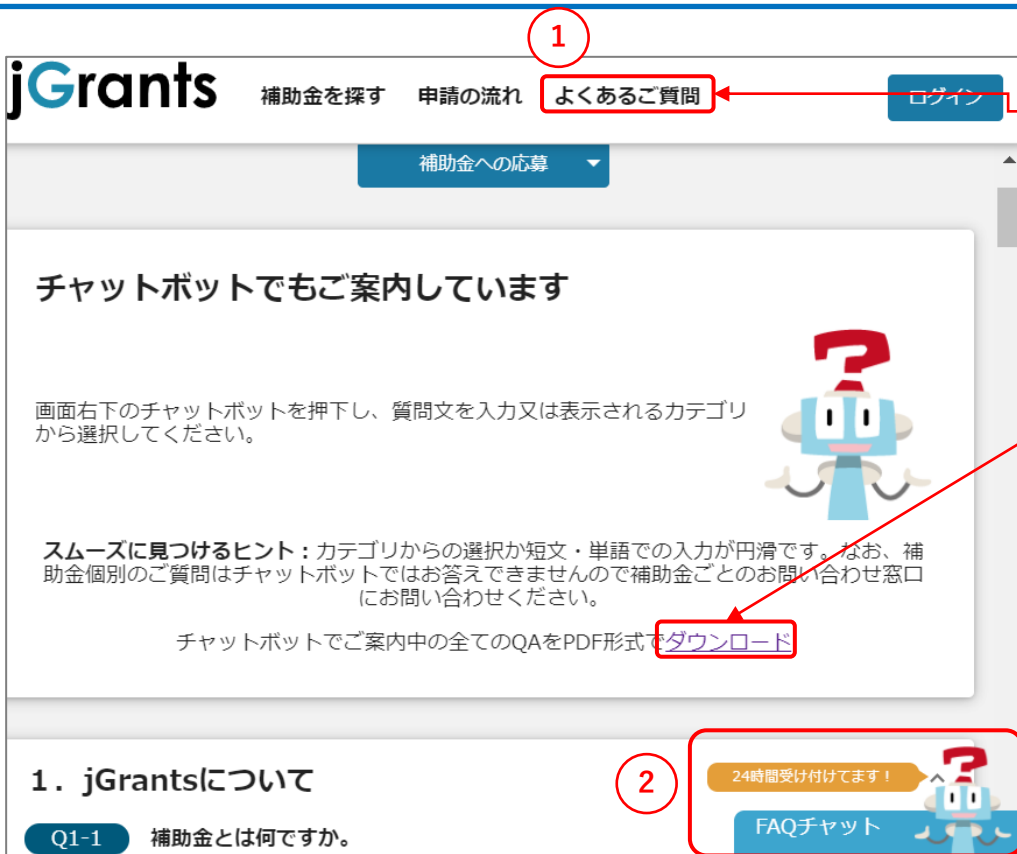 ①
jGrants 補助金を探す 申請の流れ よくあるご質問 ログイン
補助金への応募
チャットボットでもご案内しています
画面右下のチャットボットを押下し、質問文を入力又は表示されるカテゴリ
から選択してください。
スムーズに見つけるヒント：カテゴリからの選択か短文・単語での入力が円滑です。なお、補
助金個別のご質問はチャットボットではお答えできませんので補助金ごとのお問い合わせ窓口
にお問い合わせください。
チャットボットでご案内中の全てのQAをPDF形式でダウンロード
1. jGrantsについて
②
24時間受け付けてます！
FAQチャット
Q1-1 補助金とは何ですか。